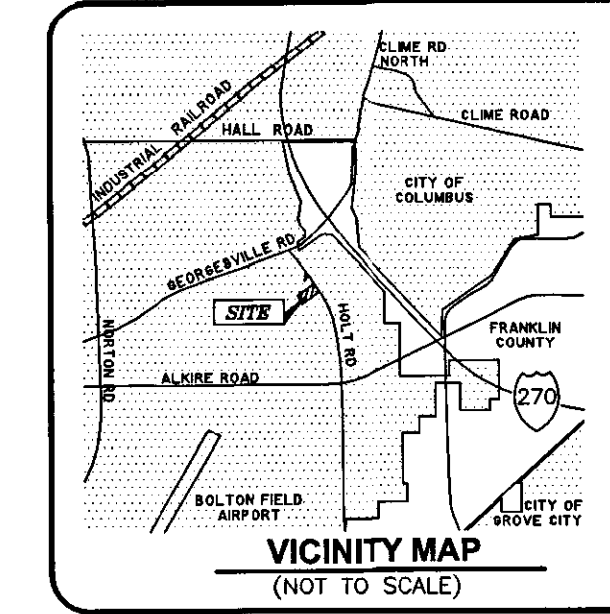 CLIME RD
NORTH
CLIME ROAD
INDUSTRIAL RAILROAD
HALL ROAD
CITY OF
COLUMBUS
GEORGESVILLE RD
SITE
HOLT RD
NORTON RD
FRANKLIN
COUNTY
ALKIRE ROAD
270
BOLTON FIELD
AIRPORT
CITY OF
GROVE CITY
VICINITY MAP
(NOT TO SCALE)